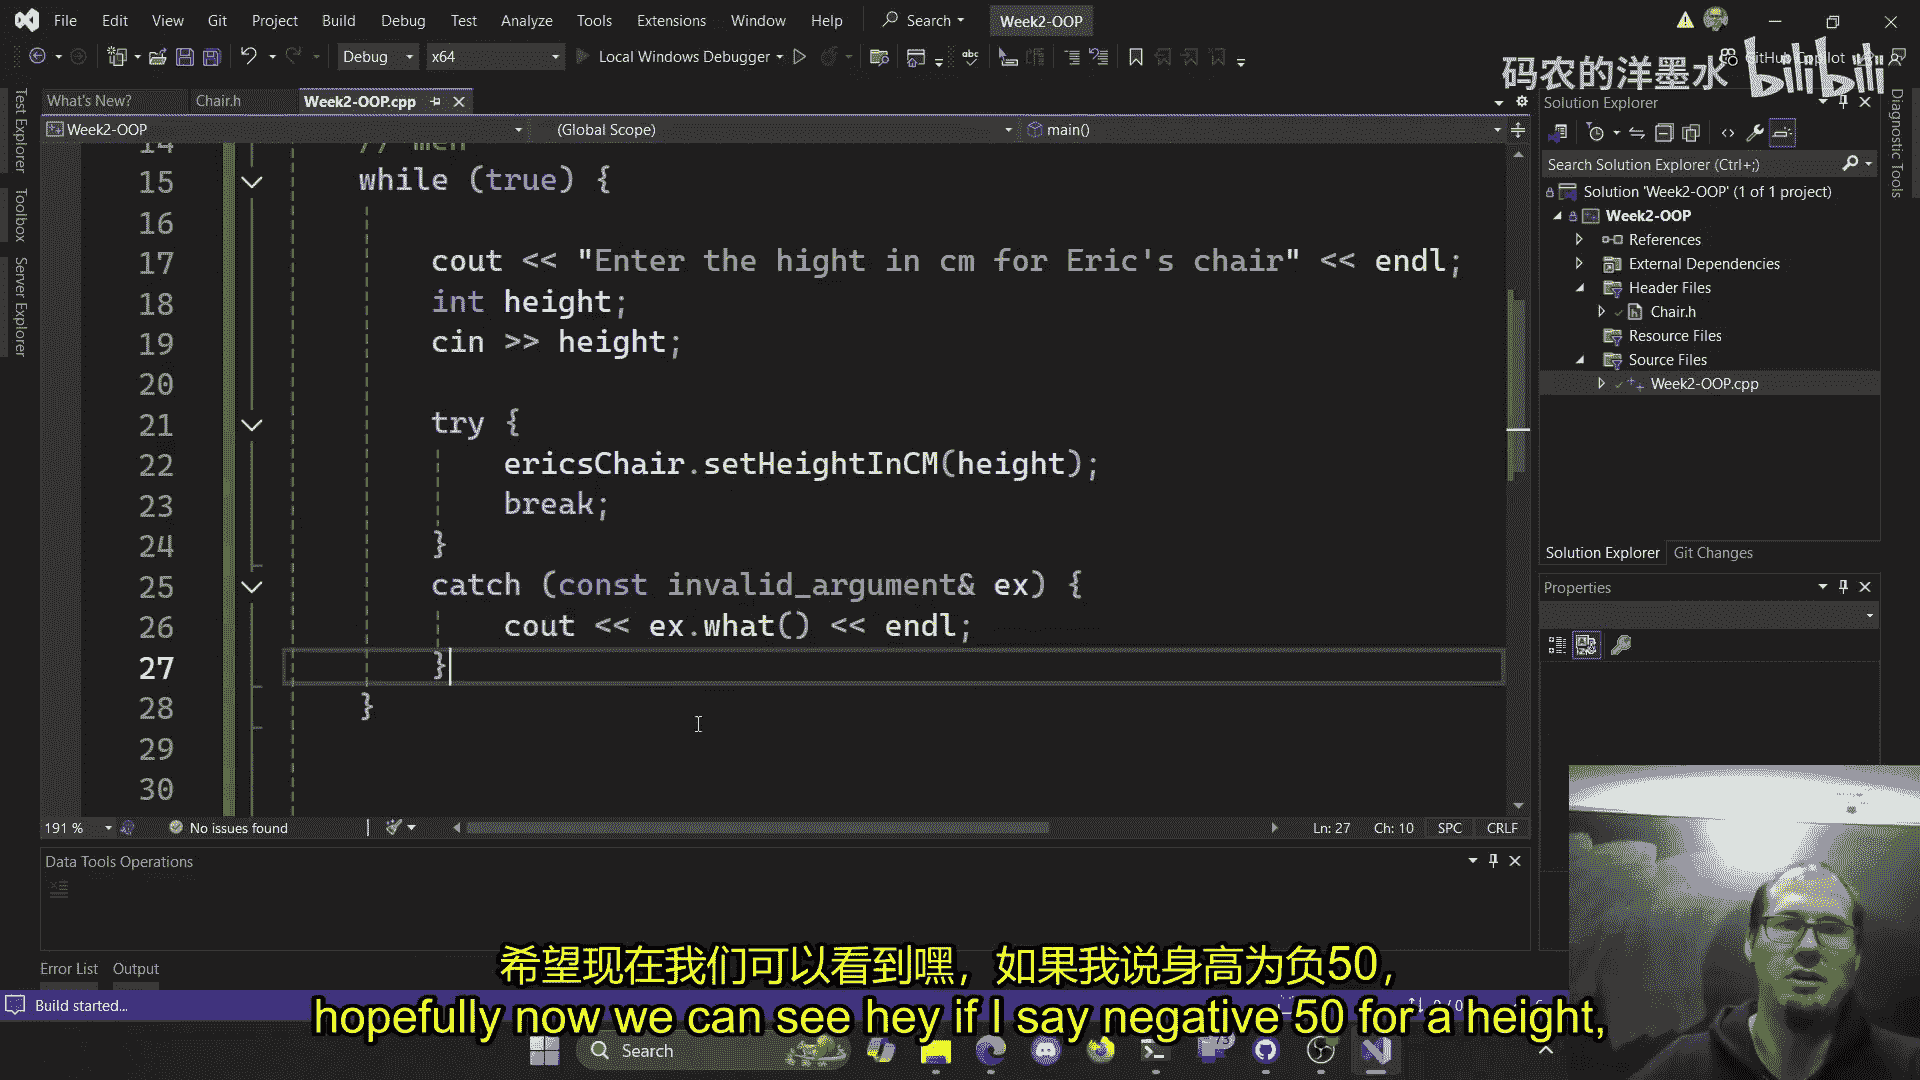 File Edit View Git Project Build Debug Test Analyze Tools Extensions Window Help Search Week2-OOP
Debug x64 Local Windows Debugger
码农的洋墨水 bilibili
What's New? Chair.h Week2-OOP.cpp
Week2-OOP (Global Scope) main()
Test Explorer
Toolbox
Server Explorer
15 while (true) {
16
17 cout << "Enter the hight in cm for Eric's chair" << endl;
18 int height;
19 cin >> height;
20
21 try {
22 ericsChair.setHeightInCM(height);
23 break;
24 }
25 catch (const invalid_argument& ex) {
26 cout << ex.what() << endl;
27 }
28 }
29
30
191 % No issues found Ln: 27 Ch: 10 SPC CRLF
Solution Explorer
Search Solution Explorer (Ctrl+;)
Solution 'Week2-OOP' (1 of 1 project)
Week2-OOP
References
External Dependencies
Header Files
Chair.h
Resource Files
Source Files
Week2-OOP.cpp
Solution Explorer Git Changes
Properties
Diagnostic Tools
Data Tools Operations
Error List Output
Build started...
希望现在我们可以看到嘿，如果我说身高为负50，
hopefully now we can see hey if I say negative 50 for a height,
Search